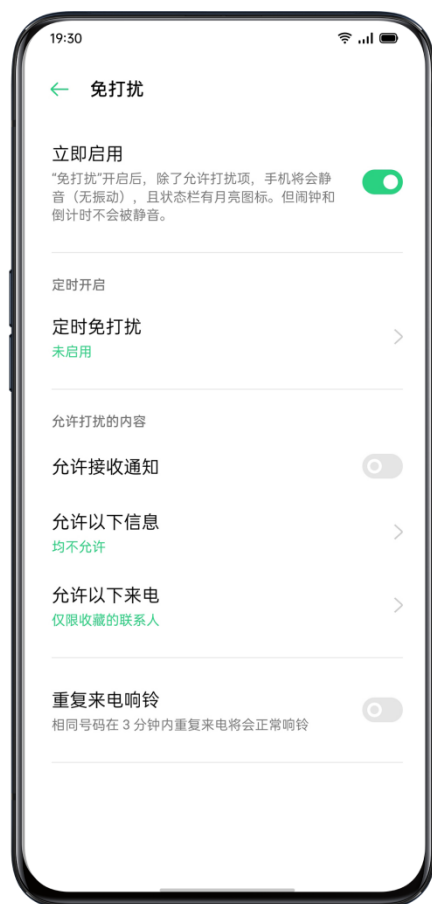 19:30
免打扰
立即启用
“免打扰”开启后，除了允许打扰项，手机将会静
音（无振动），且状态栏有月亮图标。但闹钟和
倒计时不会被静音。
定时开启
定时免打扰
未启用
允许打扰的内容
允许接收通知
允许以下信息
均不允许
允许以下来电
仅限收藏的联系人
重复来电响铃
相同号码在 3 分钟内重复来电将会正常响铃